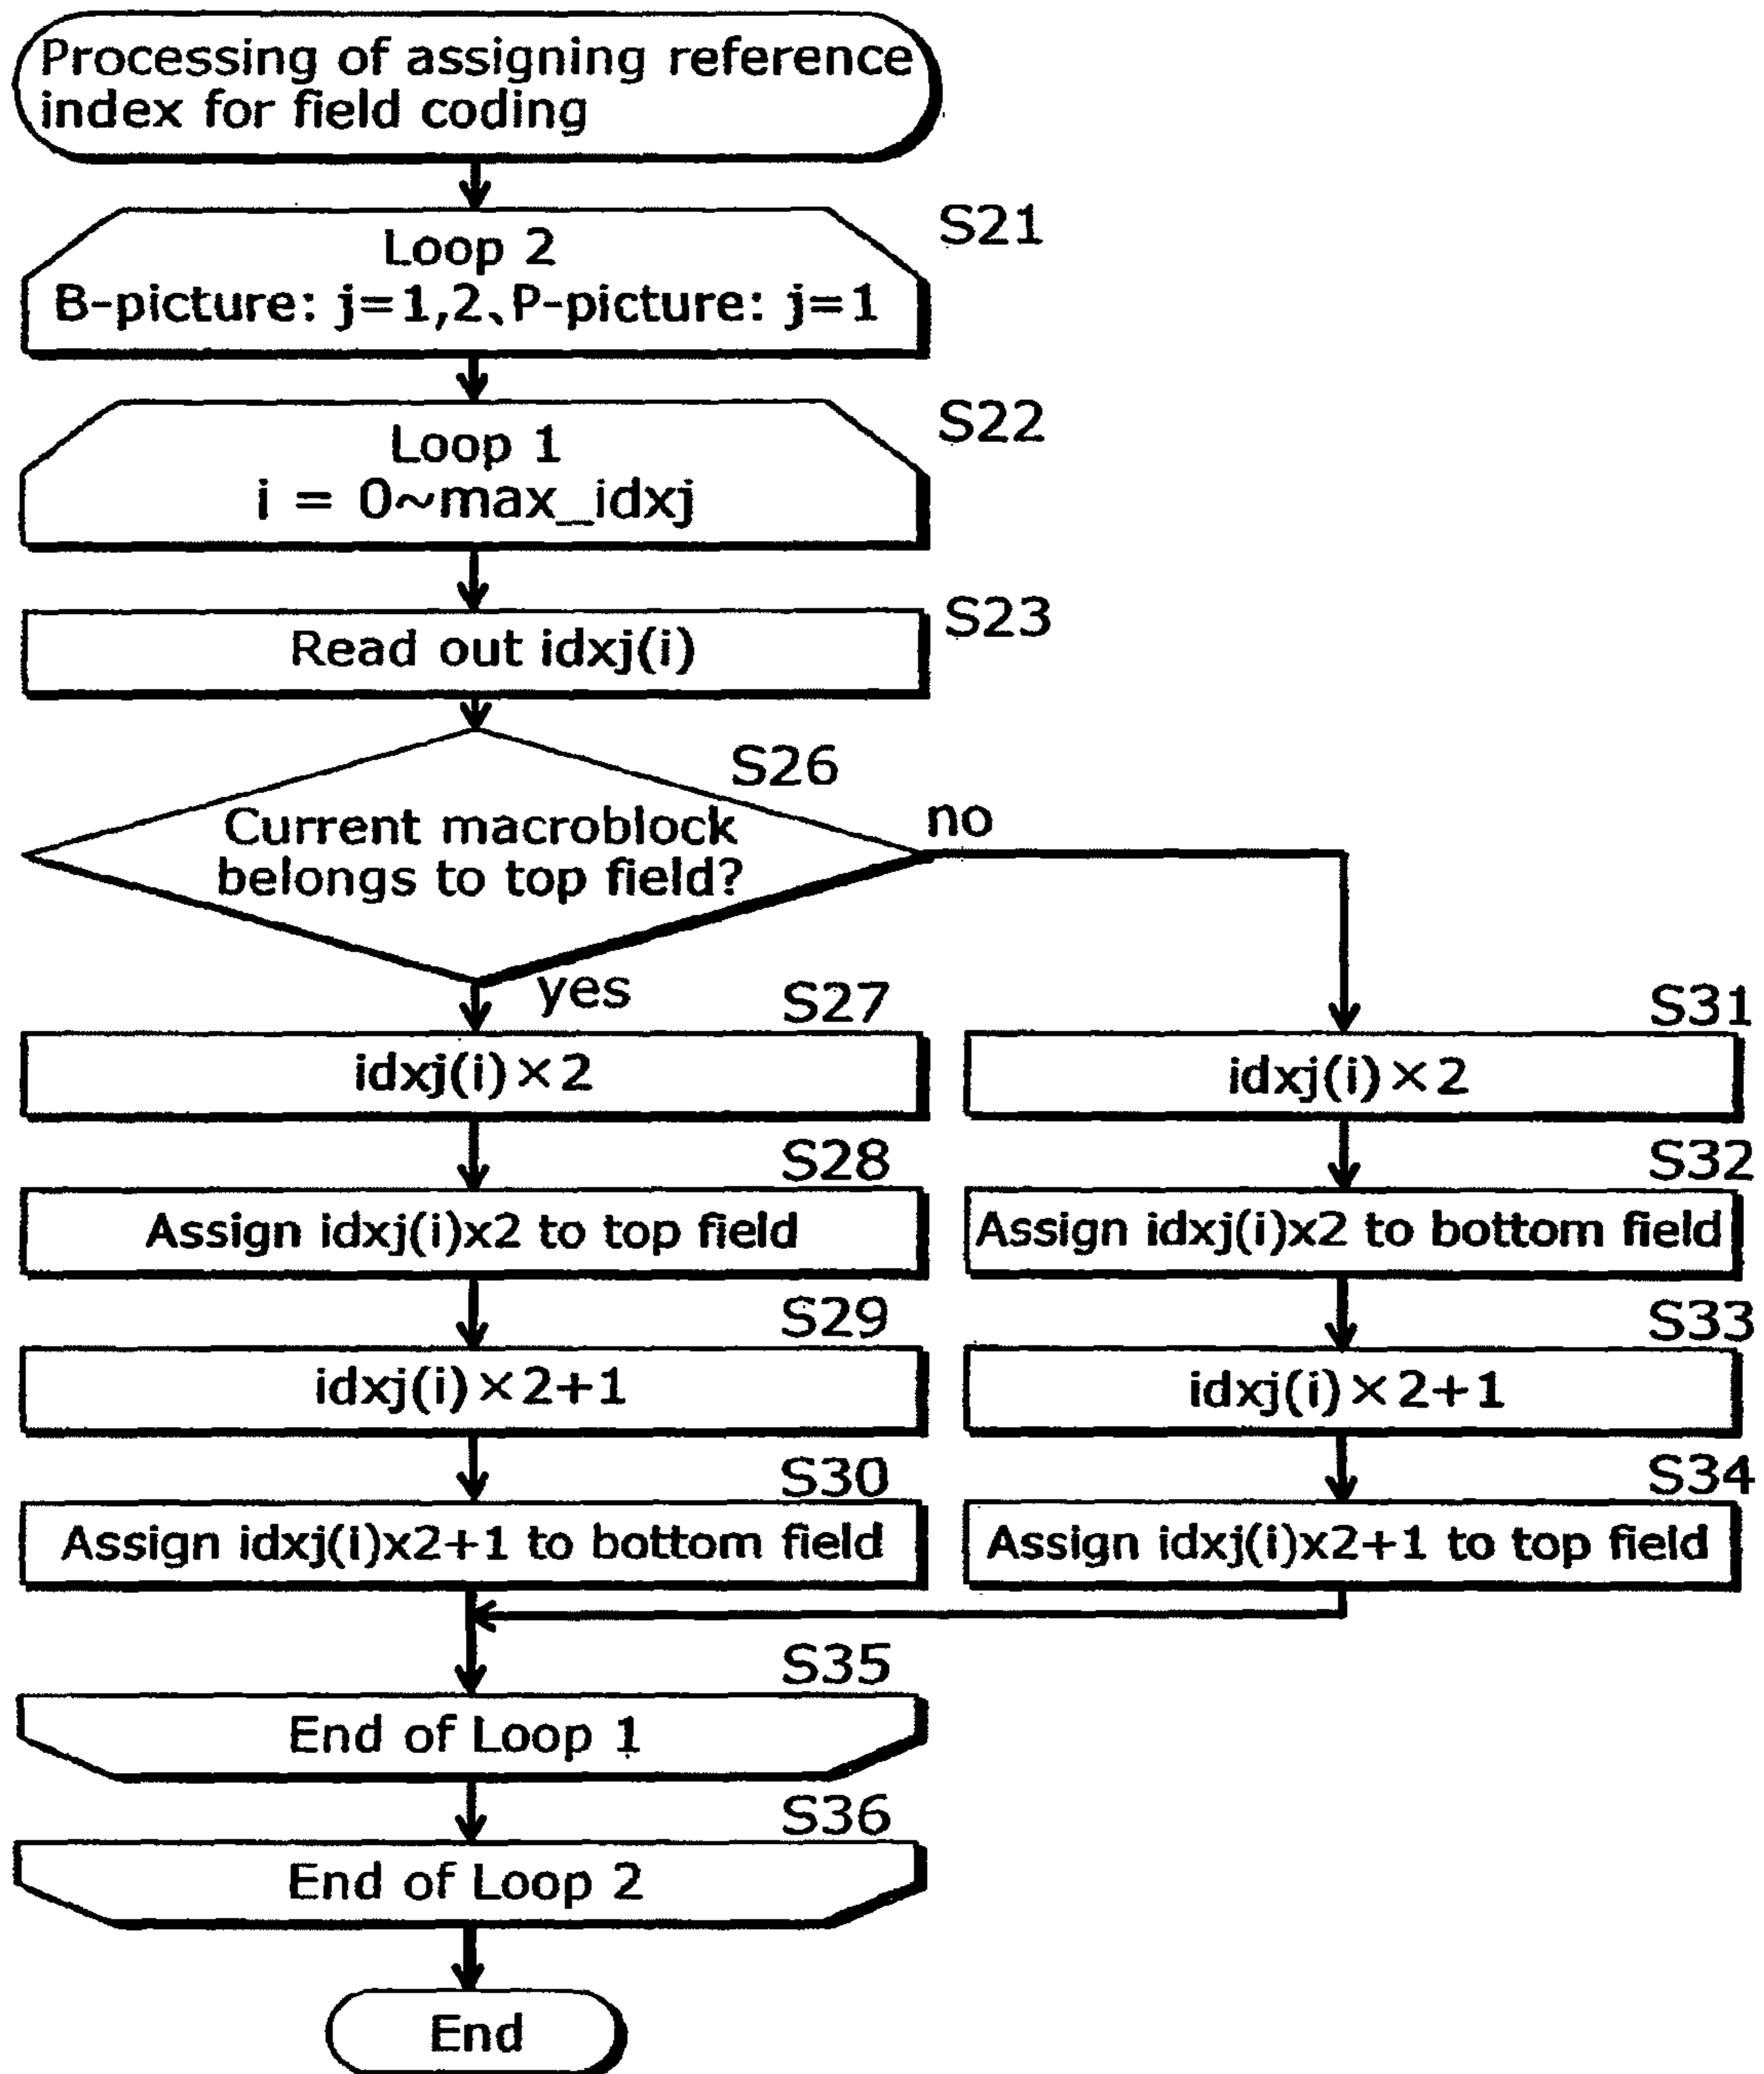 Processing of assigning reference
index for field coding
S21
Loop 2
B-picture: j=1,2、P-picture: j=1
S22
Loop 1
i = 0~max_idxj
S23
Read out idxj(i)
S26
Current macroblock
belongs to top field?
no
yes
S27
idxj(i)×2
S28
Assign idxj(i)x2 to top field
S29
idxj(i)×2+1
S30
Assign idxj(i)x2+1 to bottom field
S31
idxj(i)×2
S32
Assign idxj(i)x2 to bottom field
S33
idxj(i)×2+1
S34
Assign idxj(i)x2+1 to top field
S35
End of Loop 1
S36
End of Loop 2
End